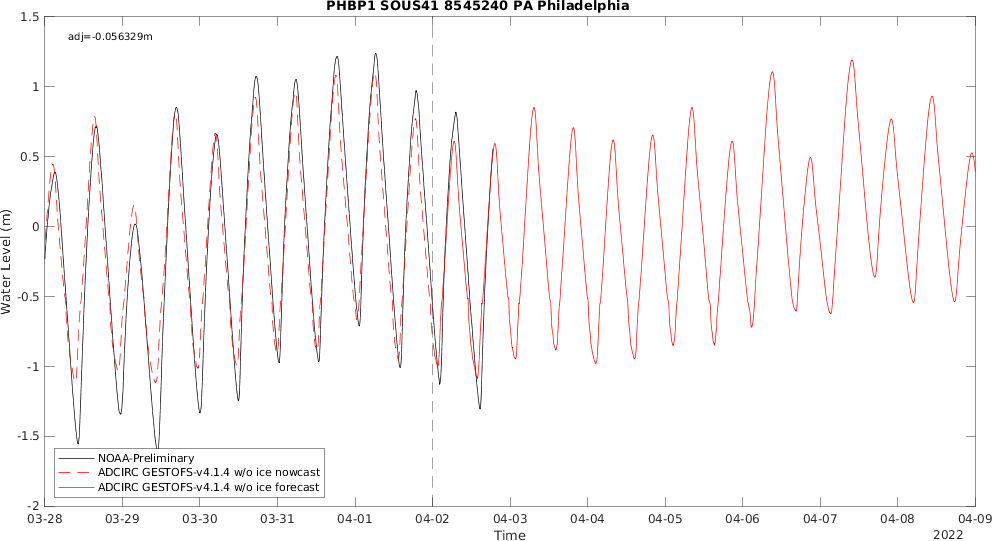 PHBP1 SOUS41 8545240 PA Philadelphia
adj=-0.056329m
1.5
1
0.5
0
-0.5
-1
-1.5
-2
Water Level (m)
NOAA-Preliminary
ADCIRC GESTOFS-v4.1.4 w/o ice nowcast
ADCIRC GESTOFS-v4.1.4 w/o ice forecast
03-28 03-29 03-30 03-31 04-01 04-02 04-03 04-04 04-05 04-06 04-07 04-08 04-09
Time
2022